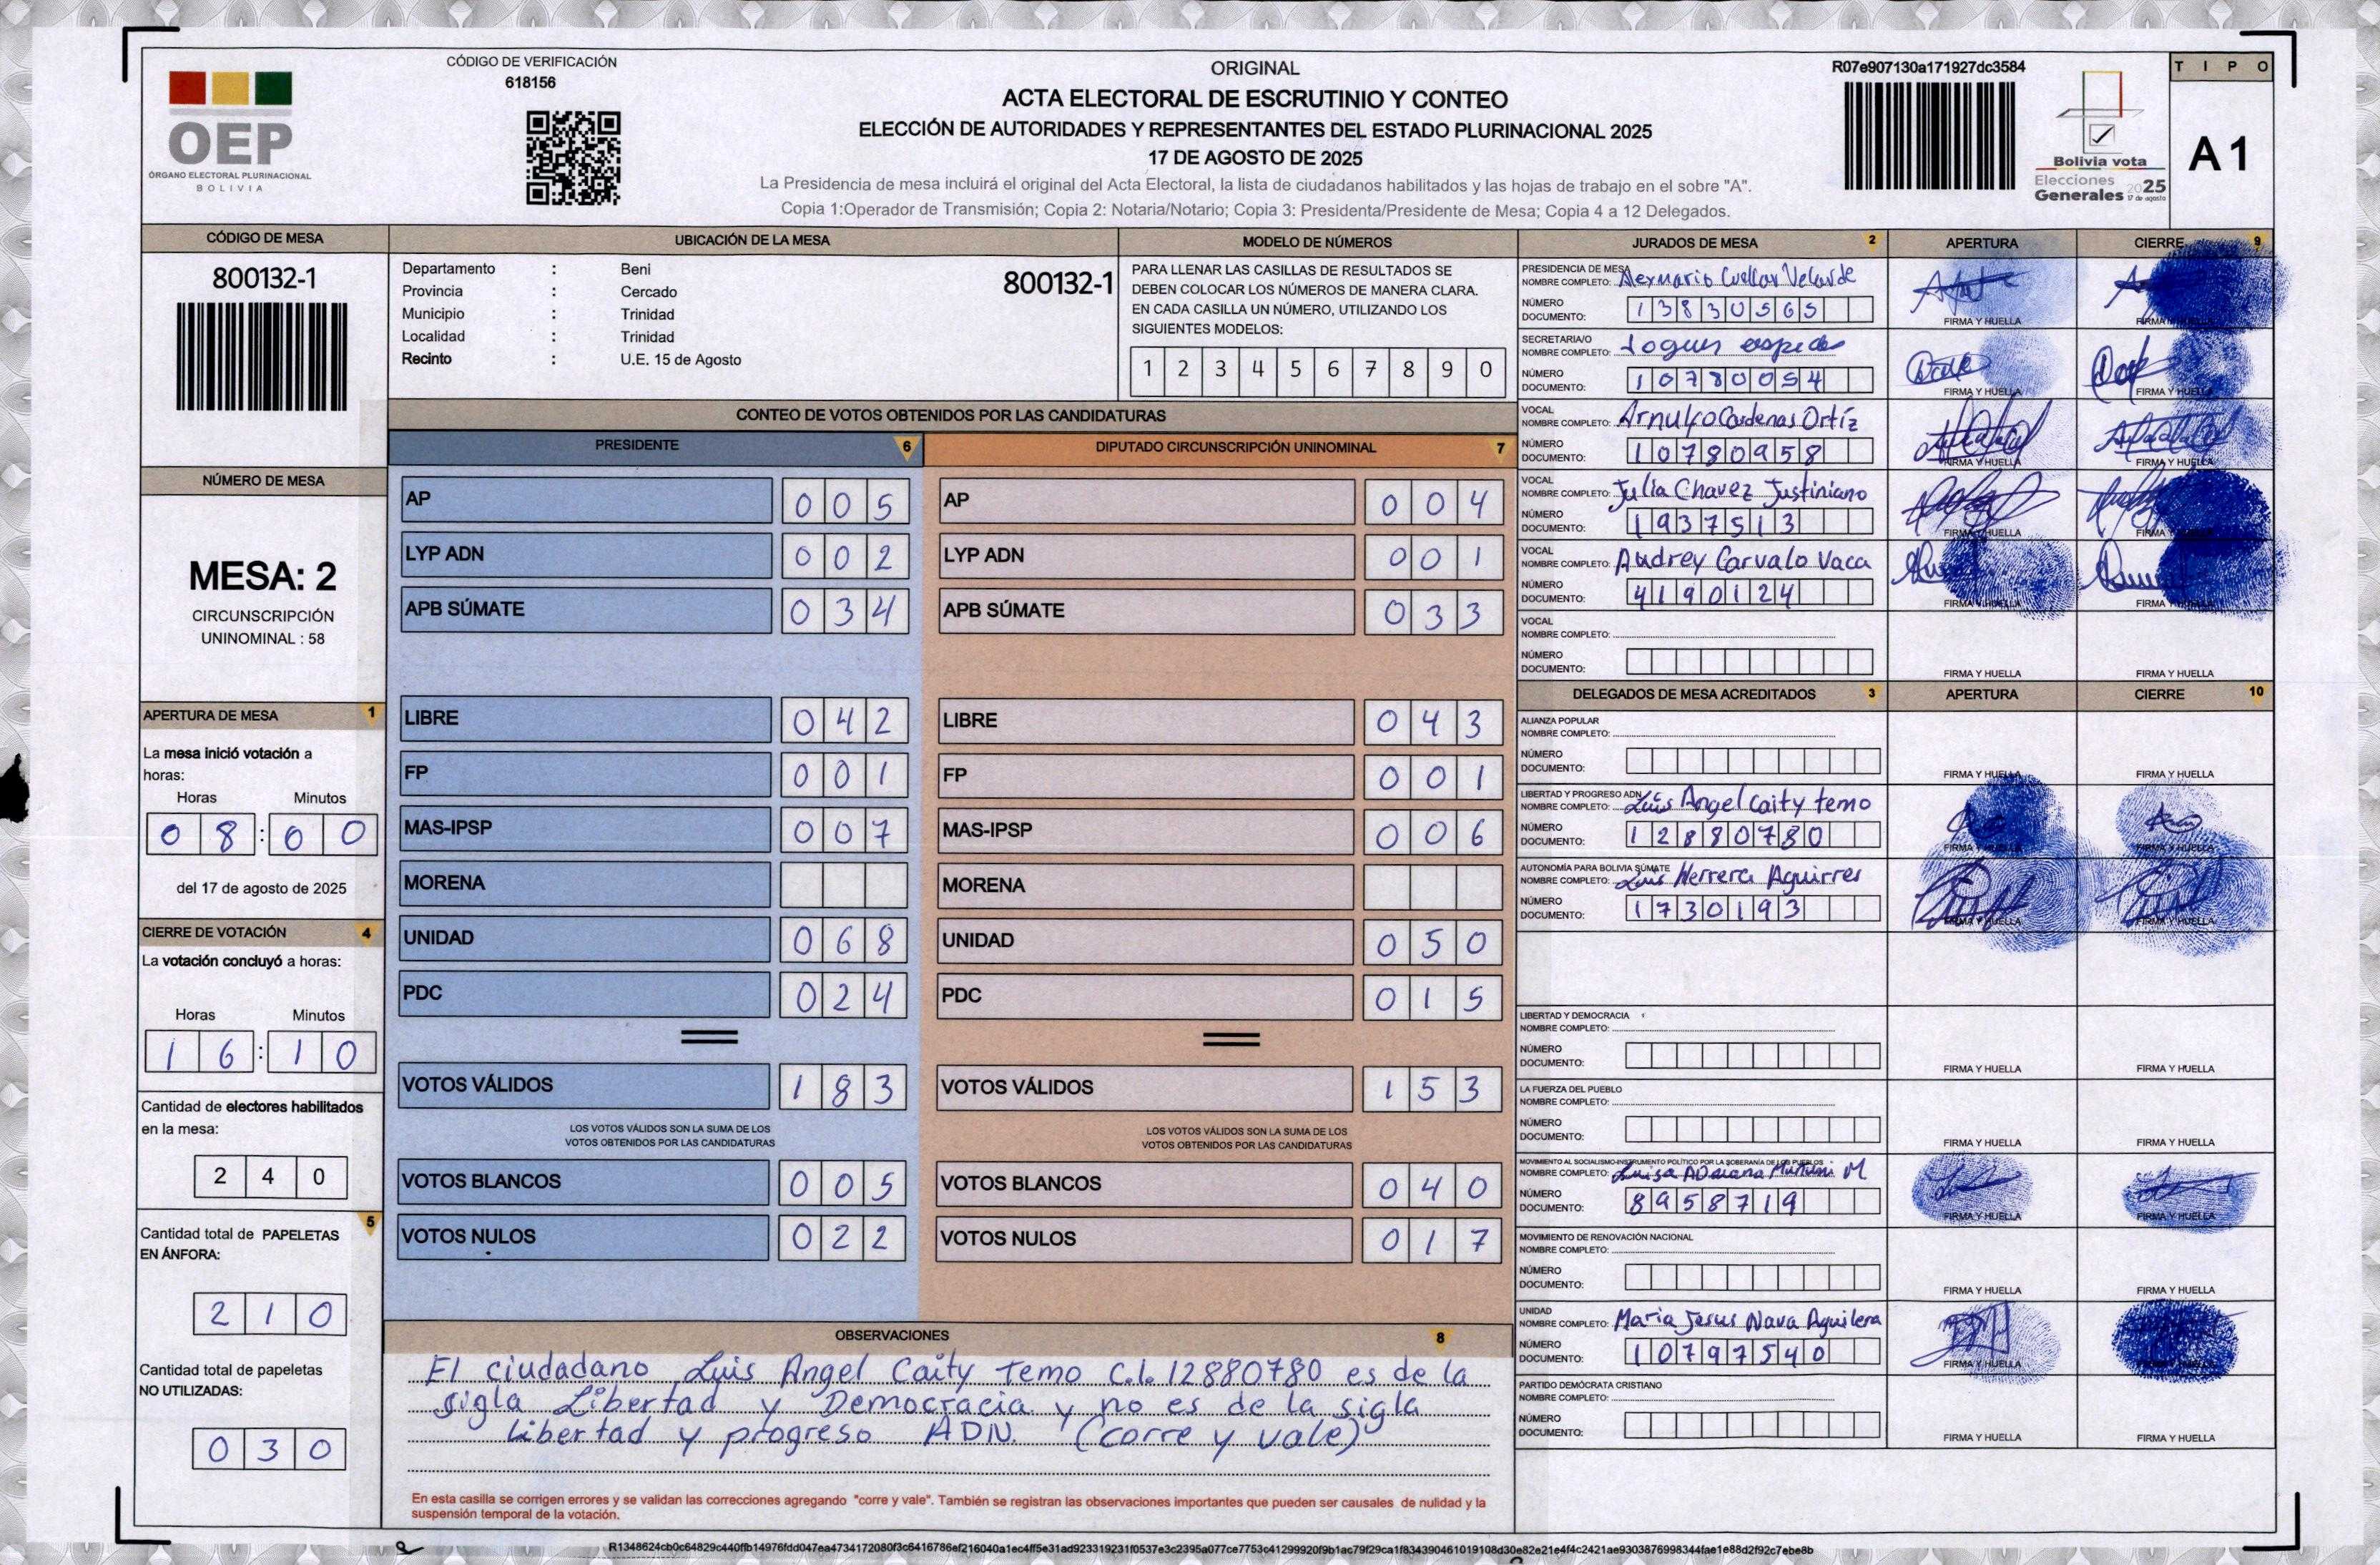 CÓDIGO DE VERIFICACIÓN
618156
OEP
ÓRGANO ELECTORAL PLURINACIONAL
BOLIVIA
ORIGINAL
ACTA ELECTORAL DE ESCRUTINIO Y CONTEO
ELECCIÓN DE AUTORIDADES Y REPRESENTANTES DEL ESTADO PLURINACIONAL 2025
17 DE AGOSTO DE 2025
La Presidencia de mesa incluirá el original del Acta Electoral, la lista de ciudadanos habilitados y las hojas de trabajo en el sobre "A".
Copia 1:Operador de Transmisión; Copia 2: Notaria/Notario; Copia 3: Presidenta/Presidente de Mesa; Copia 4 a 12 Delegados.
R07e907130a171927dc3584
Bolivia vota
Elecciones
Generales 2025
17 de agosto
TIPO
A1
CÓDIGO DE MESA
800132-1
NÚMERO DE MESA
MESA: 2
CIRCUNSCRIPCIÓN
UNINOMINAL : 58
APERTURA DE MESA 1
La mesa inició votación a
horas:
Horas Minutos
08:00
del 17 de agosto de 2025
CIERRE DE VOTACIÓN 4
La votación concluyó a horas:
Horas Minutos
16:10
Cantidad de electores habilitados
en la mesa:
240
5
Cantidad total de PAPELETAS
EN ÁNFORA:
210
Cantidad total de papeletas
NO UTILIZADAS:
030
UBICACIÓN DE LA MESA
Departamento : Beni
800132-1
Provincia : Cercado
Municipio : Trinidad
Localidad : Trinidad
Recinto : U.E. 15 de Agosto
MODELO DE NÚMEROS
PARA LLENAR LAS CASILLAS DE RESULTADOS SE
DEBEN COLOCAR LOS NÚMEROS DE MANERA CLARA.
EN CADA CASILLA UN NÚMERO, UTILIZANDO LOS
SIGUIENTES MODELOS:
1 2 3 4 5 6 7 8 9 0
CONTEO DE VOTOS OBTENIDOS POR LAS CANDIDATURAS
PRESIDENTE 6
AP 005
LYP ADN 002
APB SÚMATE 034
LIBRE 042
FP 001
MAS-IPSP 007
MORENA
UNIDAD 068
PDC 024
VOTOS VÁLIDOS 183
LOS VOTOS VÁLIDOS SON LA SUMA DE LOS
VOTOS OBTENIDOS POR LAS CANDIDATURAS
VOTOS BLANCOS 005
VOTOS NULOS 022
DIPUTADO CIRCUNSCRIPCIÓN UNINOMINAL 7
AP 004
LYP ADN 001
APB SÚMATE 033
LIBRE 043
FP 001
MAS-IPSP 006
MORENA
UNIDAD 050
PDC 015
VOTOS VÁLIDOS 153
LOS VOTOS VÁLIDOS SON LA SUMA DE LOS
VOTOS OBTENIDOS POR LAS CANDIDATURAS
VOTOS BLANCOS 040
VOTOS NULOS 017
OBSERVACIONES 8
El ciudadano Luis Angel Caity Temo C.I. 12880780 es de la
sigla Libertad y Democracia y no es de la sigla
libertad y progreso ADN. (corre y vale)
En esta casilla se corrigen errores y se validan las correcciones agregando "corre y vale". También se registran las observaciones importantes que pueden ser causales de nulidad y la
suspensión temporal de la votación.
JURADOS DE MESA 2 APERTURA CIERRE 9
PRESIDENCIA DE MESA
NOMBRE COMPLETO: Cuellar Velarde
NÚMERO
DOCUMENTO: 13830565
FIRMA Y HUELLA FIRMA Y HUELLA
SECRETARIA/O
NOMBRE COMPLETO:
NÚMERO
DOCUMENTO: 10780054
FIRMA Y HUELLA FIRMA Y HUELLA
VOCAL
NOMBRE COMPLETO: Arnulfo Cardenas Ortíz
NÚMERO
DOCUMENTO: 10780958
FIRMA Y HUELLA FIRMA Y HUELLA
VOCAL
NOMBRE COMPLETO: Julia Chavez Justiniano
NÚMERO
DOCUMENTO: 1937513
FIRMA Y HUELLA FIRMA Y HUELLA
VOCAL
NOMBRE COMPLETO: Audrey Carvalo Vaca
NÚMERO
DOCUMENTO: 4190124
FIRMA Y HUELLA FIRMA Y HUELLA
VOCAL
NOMBRE COMPLETO:
NÚMERO
DOCUMENTO:
FIRMA Y HUELLA FIRMA Y HUELLA
DELEGADOS DE MESA ACREDITADOS 3 APERTURA CIERRE 10
ALIANZA POPULAR
NOMBRE COMPLETO:
NÚMERO
DOCUMENTO:
FIRMA Y HUELLA FIRMA Y HUELLA
LIBERTAD Y PROGRESO ADN
NOMBRE COMPLETO: Luis Angel Caity temo
NÚMERO
DOCUMENTO: 12880780
FIRMA Y HUELLA FIRMA Y HUELLA
AUTONOMÍA PARA BOLIVIA SÚMATE
NOMBRE COMPLETO: Luis Herrera Aguirres
NÚMERO
DOCUMENTO: 1730193
FIRMA Y HUELLA FIRMA Y HUELLA
LIBERTAD Y DEMOCRACIA
NOMBRE COMPLETO:
NÚMERO
DOCUMENTO:
FIRMA Y HUELLA FIRMA Y HUELLA
LA FUERZA DEL PUEBLO
NOMBRE COMPLETO:
NÚMERO
DOCUMENTO:
FIRMA Y HUELLA FIRMA Y HUELLA
MOVIMIENTO AL SOCIALISMO-INSTRUMENTO POLÍTICO POR LA SOBERANÍA DE LOS PUEBLOS
NOMBRE COMPLETO: Luisa M
NÚMERO
DOCUMENTO: 8958719
FIRMA Y HUELLA FIRMA Y HUELLA
MOVIMIENTO DE RENOVACIÓN NACIONAL
NOMBRE COMPLETO:
NÚMERO
DOCUMENTO:
FIRMA Y HUELLA FIRMA Y HUELLA
UNIDAD
NOMBRE COMPLETO: Maria Jesus Nava Aguilera
NÚMERO
DOCUMENTO: 10797540
FIRMA Y HUELLA FIRMA Y HUELLA
PARTIDO DEMÓCRATA CRISTIANO
NOMBRE COMPLETO:
NÚMERO
DOCUMENTO:
FIRMA Y HUELLA FIRMA Y HUELLA